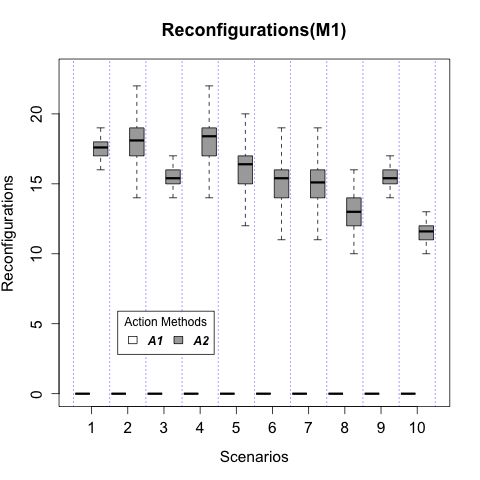 Reconfigurations(M1)
Reconfigurations
20
15
10
5
0
Action Methods
A1 A2
1 2 3 4 5 6 7 8 9 10
Scenarios